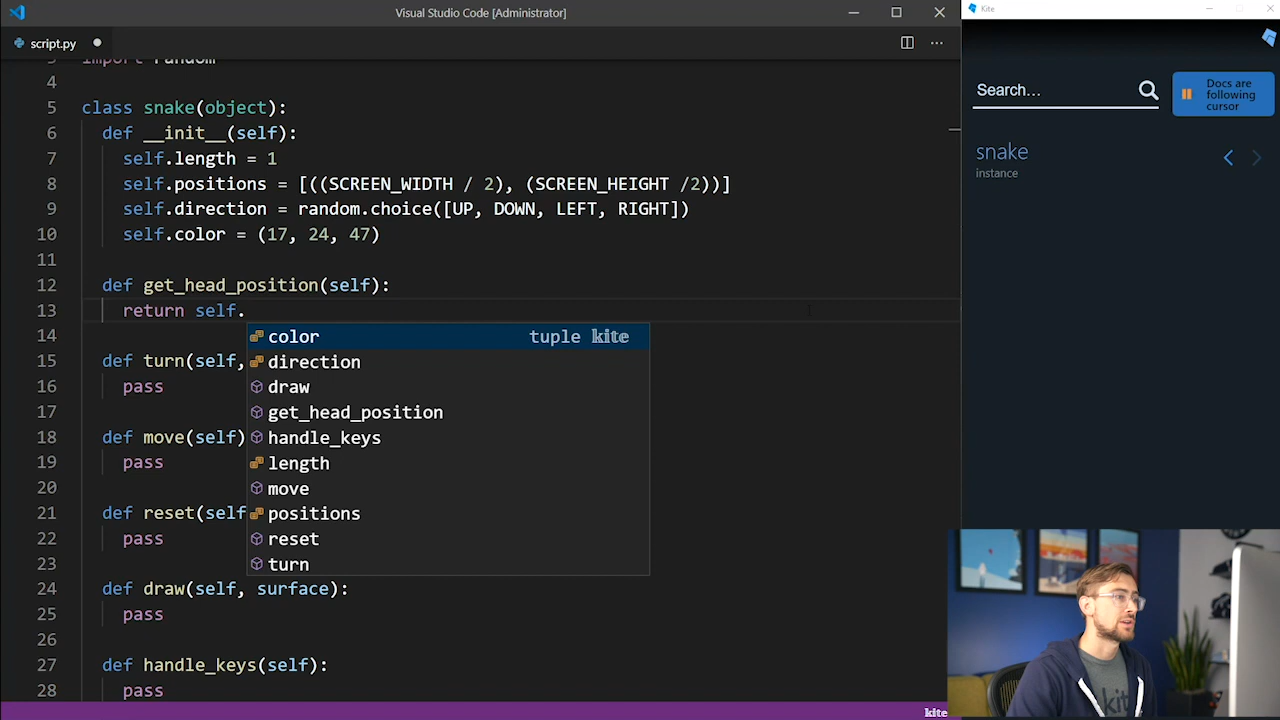 Visual Studio Code [Administrator]
script.py
3 import random
4
5 class snake(object):
6 def __init__(self):
7 self.length = 1
8 self.positions = [((SCREEN_WIDTH / 2), (SCREEN_HEIGHT /2))]
9 self.direction = random.choice([UP, DOWN, LEFT, RIGHT])
10 self.color = (17, 24, 47)
11
12 def get_head_position(self):
13 return self.
color tuple kite
direction
draw
get_head_position
handle_keys
length
move
positions
reset
turn
14
15 def turn(self,
16 pass
17
18 def move(self)
19 pass
20
21 def reset(self
22 pass
23
24 def draw(self, surface):
25 pass
26
27 def handle_keys(self):
28 pass
kite
Kite
Search...
Docs are
following
cursor
snake
instance
kit